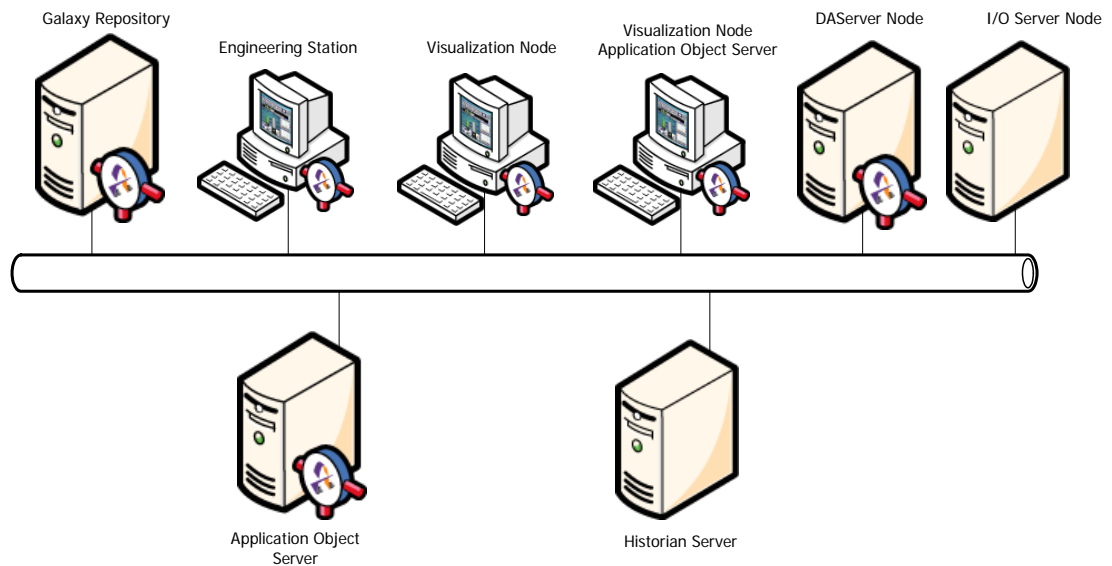 Galaxy Repository
Engineering Station
Visualization Node
Visualization Node
Application Object Server
DAServer Node
I/O Server Node
Application Object
Server
Historian Server